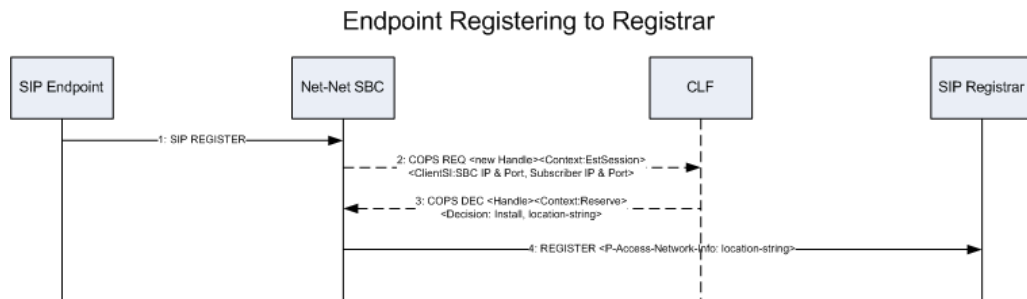 Endpoint Registering to Registrar
SIP Endpoint
Net-Net SBC
CLF
SIP Registrar
1: SIP REGISTER
2: COPS REQ <new Handle><Context:EstSession>
<ClientSI:SBC IP & Port, Subscriber IP & Port>
3: COPS DEC <Handle><Context:Reserve>
<Decision: Install, location-string>
4: REGISTER <P-Access-Network-Info: location-string>